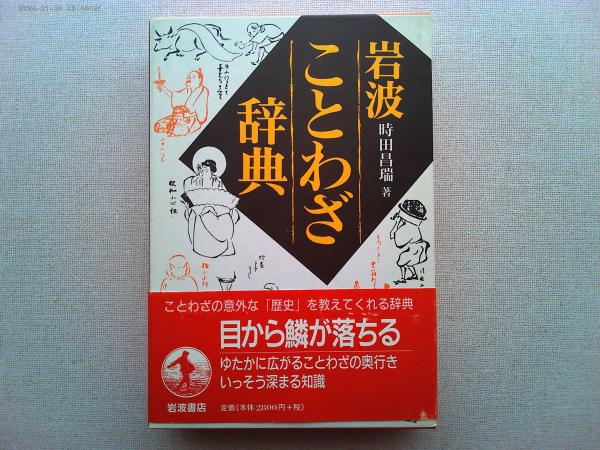 岩波
ことわざ
辞典
時田昌瑞 著
ことわざの意外な「歴史」を教えてくれる辞典
目から鱗が落ちる
ゆたかに広がることわざの奥行き
いっそう深まる知識
岩波書店
定価(本体2800円+税)